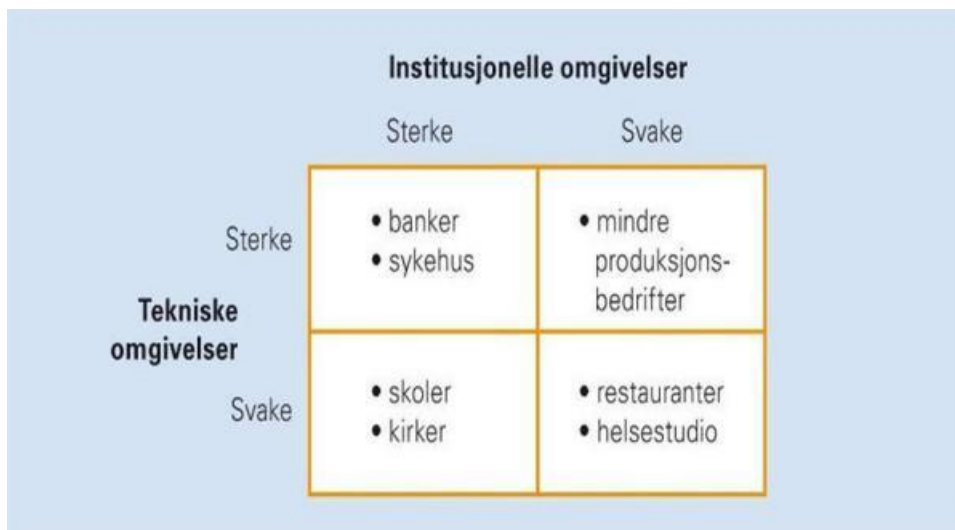 Institusjonelle omgivelser
Sterke Svake
Sterke
• banker
• sykehus
• mindre
produksjons-
bedrifter
Tekniske
omgivelser
Svake
• skoler
• kirker
• restauranter
• helsestudio